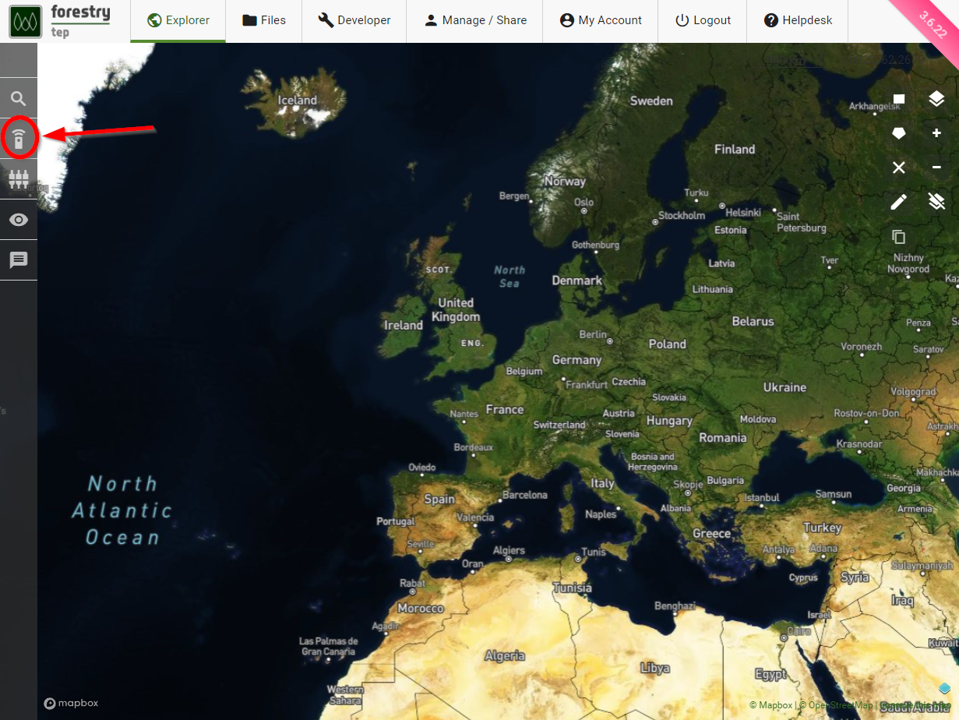 forestry
tep
Explorer
Files
Developer
Manage / Share
My Account
Logout
Helpdesk
3.6.22
Iceland
Sweden
Arkhangelsk
Finland
Norway
Bergen
Oslo
Turku
Helsinki
Stockholm
Saint
Petersburg
Estonia
Gothenburg
SCOT.
North
Sea
Denmark
Latvia
Tver
Nizhny
Novgorod
Lithuania
United
Kingdom
Ireland
ENG.
Belarus
Penza
Berlin
Poland
Voronezh
Saratov
Germany
Belgium
Frankfurt
Czechia
Ukraine
Volgograd
Slovakia
Nantes
France
Austria
Hungary
Moldova
Rostov-on-Don
Switzerland
Slovenia
Romania
Krasnodar
Bordeaux
Bosnia and
Herzegovina
Oviedo
Italy
Skopje
Bulgaria
Georgia
Spain
Barcelona
Istanbul
Samsun
Albania
Armenia
Portugal
Valencia
Naples
Greece
Turkey
Seville
Algiers
Tunis
Antalya
Adana
Sulaymaniyah
Oran
Cyprus
Syria
Rabat
Tunisia
Iraq
Morocco
Benghazi
Israel
Agadir
Cairo
Las Palmas de
Gran Canaria
Algeria
Libya
Egypt
Western
Sahara
Saudi Arabia
North
Atlantic
Ocean
mapbox
© Mapbox | © OpenStreetMap